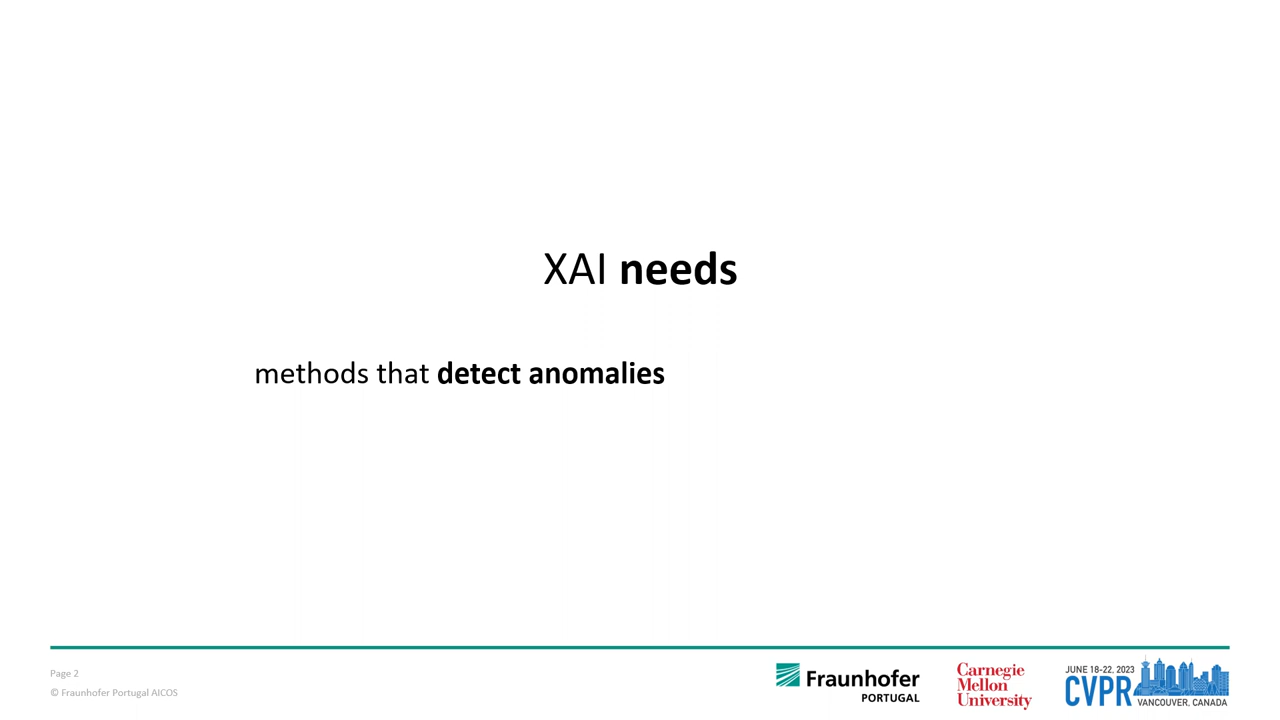 XAI needs
methods that detect anomalies
Page 2
© Fraunhofer Portugal AICOS
Fraunhofer
PORTUGAL
Carnegie
Mellon
University
JUNE 18-22, 2023
CVPR
VANCOUVER, CANADA